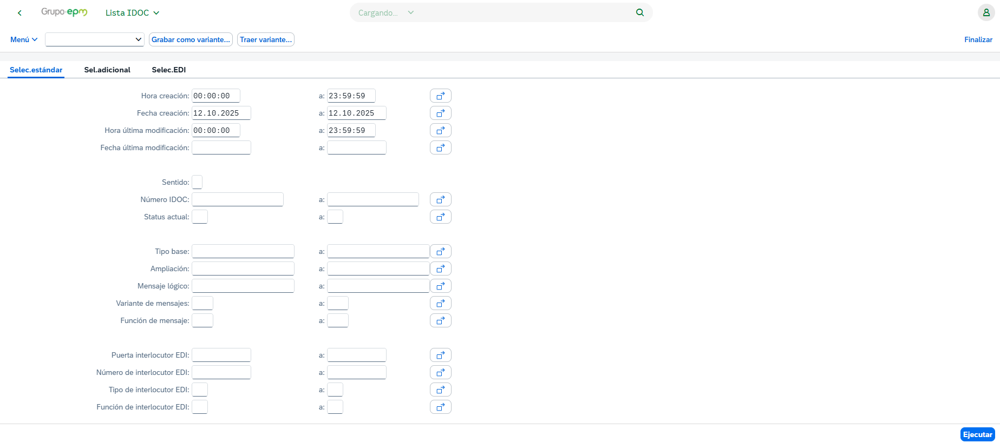 Grupo·epm Lista IDOC Cargando...
Menú Grabar como variante... Traer variante... Finalizar
Selec.estándar Sel.adicional Selec.EDI
Hora creación: 00:00:00 a: 23:59:59
Fecha creación: 12.10.2025 a: 12.10.2025
Hora última modificación: 00:00:00 a: 23:59:59
Fecha última modificación: a:
Sentido:
Número IDOC: a:
Status actual: a:
Tipo base: a:
Ampliación: a:
Mensaje lógico: a:
Variante de mensajes: a:
Función de mensaje: a:
Puerta interlocutor EDI: a:
Número de interlocutor EDI: a:
Tipo de interlocutor EDI: a:
Función de interlocutor EDI: a:
Ejecutar